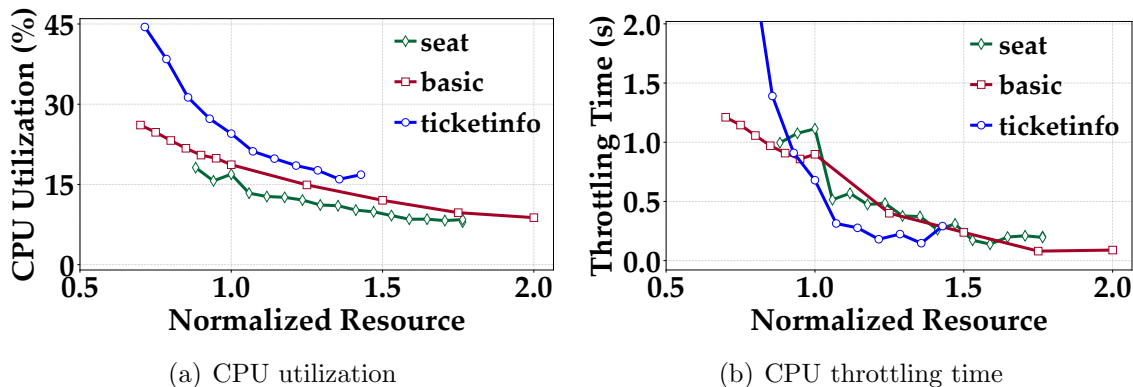 CPU Utilization (%)
45
30
15
0
seat
basic
ticketinfo
0.5 1.0 1.5 2.0
Normalized Resource
(a) CPU utilization
Throttling Time (s)
2.0
1.5
1.0
0.5
0.0
seat
basic
ticketinfo
0.5 1.0 1.5 2.0
Normalized Resource
(b) CPU throttling time